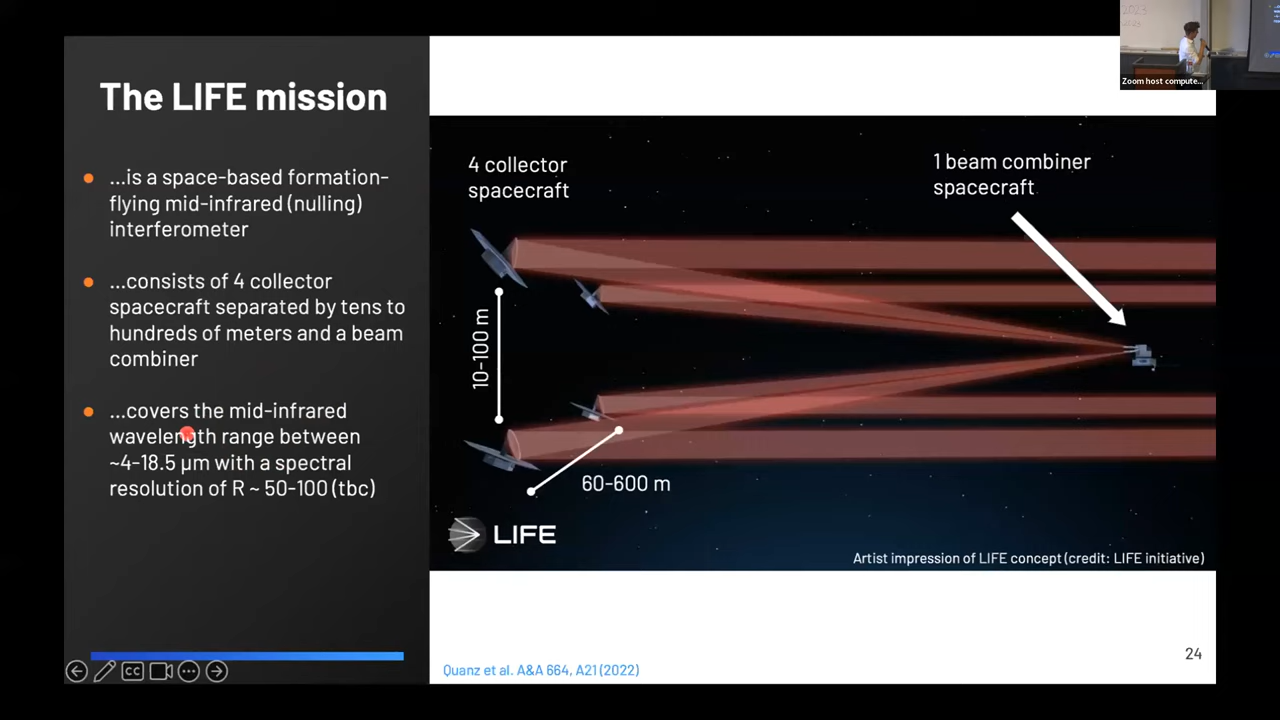 The LIFE mission
...is a space-based formation-
flying mid-infrared (nulling)
interferometer
...consists of 4 collector
spacecraft separated by tens to
hundreds of meters and a beam
combiner
...covers the mid-infrared
wavelength range between
~4-18.5 μm with a spectral
resolution of R ~ 50-100 (tbc)
4 collector
spacecraft
1 beam combiner
spacecraft
10-100 m
60-600 m
LIFE
Artist impression of LIFE concept (credit: LIFE initiative)
Quanz et al. A&A 664, A21 (2022)
24
CC
2023
Zoom host compute...